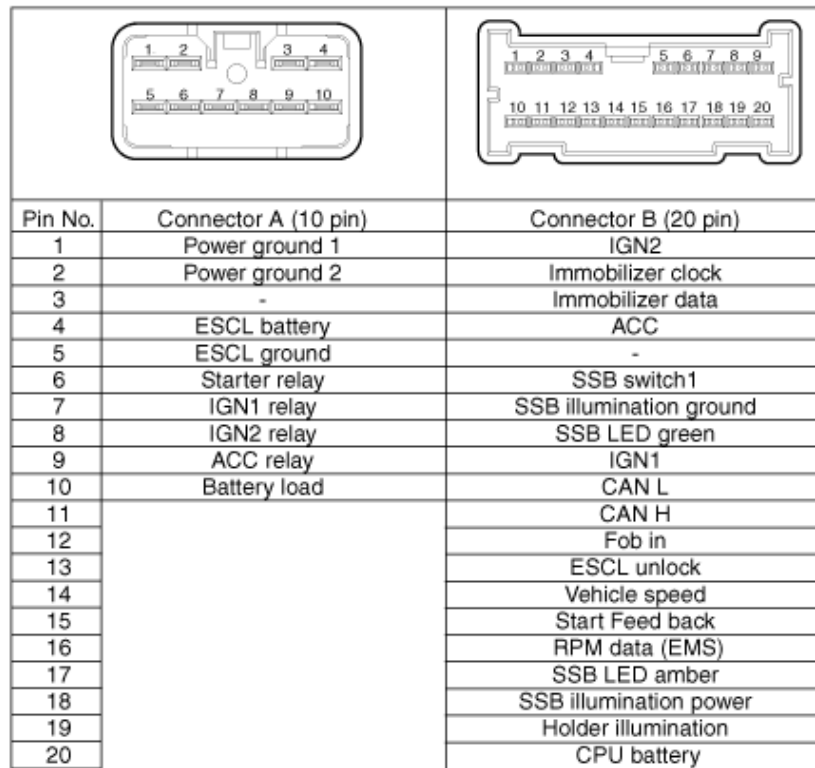 1 2 3 4
5 6 7 8 9 10
1 2 3 4 5 6 7 8 9
10 11 12 13 14 15 16 17 18 19 20
Pin No. Connector A (10 pin) Connector B (20 pin)
1 Power ground 1 IGN2
2 Power ground 2 Immobilizer clock
3 - Immobilizer data
4 ESCL battery ACC
5 ESCL ground -
6 Starter relay SSB switch1
7 IGN1 relay SSB illumination ground
8 IGN2 relay SSB LED green
9 ACC relay IGN1
10 Battery load CAN L
11 CAN H
12 Fob in
13 ESCL unlock
14 Vehicle speed
15 Start Feed back
16 RPM data (EMS)
17 SSB LED amber
18 SSB illumination power
19 Holder illumination
20 CPU battery